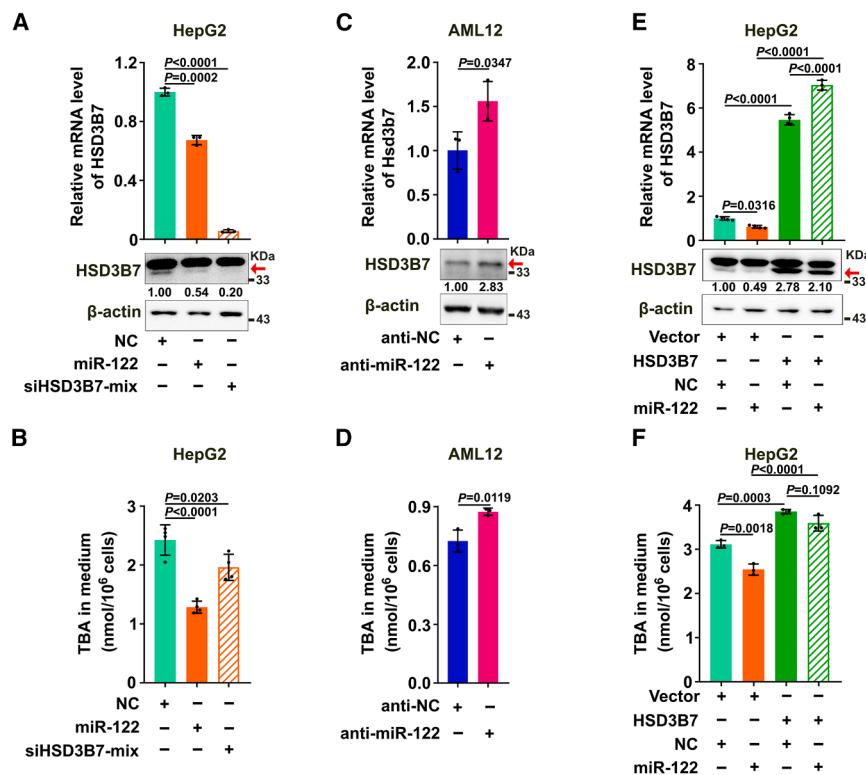 A
HepG2
Relative mRNA level
of HSD3B7
P<0.0001
P=0.0002
1.0
0.6
0
HSD3B7
KDa
33
1.00 0.54 0.20
β-actin
43
NC + − −
miR-122 − + −
siHSD3B7-mix − − +
C
AML12
Relative mRNA level
of Hsd3b7
P=0.0347
2.0
1.5
1.0
0.5
0.0
HSD3B7
KDa
33
1.00 2.83
β-actin
43
anti-NC + −
anti-miR-122 − +
E
HepG2
Relative mRNA level
of HSD3B7
P<0.0001
P<0.0001
P<0.0001
P=0.0316
8
6
4
2
0
HSD3B7
KDa
33
1.00 0.49 2.78 2.10
β-actin
43
Vector + + − −
HSD3B7 − − + +
NC + − + −
miR-122 − + − +
B
HepG2
TBA in medium
(nmol/10⁶ cells)
P=0.0203
P<0.0001
3
2
1
0
NC + − −
miR-122 − + −
siHSD3B7-mix − − +
D
AML12
TBA in medium
(nmol/10⁶ cells)
P=0.0119
0.9
0.6
0.3
0.0
anti-NC + −
anti-miR-122 − +
F
HepG2
TBA in medium
(nmol/10⁶ cells)
P<0.0001
P=0.0003
P=0.1092
P=0.0018
4
3
2
1
0
Vector + + − −
HSD3B7 − − + +
NC + − + −
miR-122 − + − +